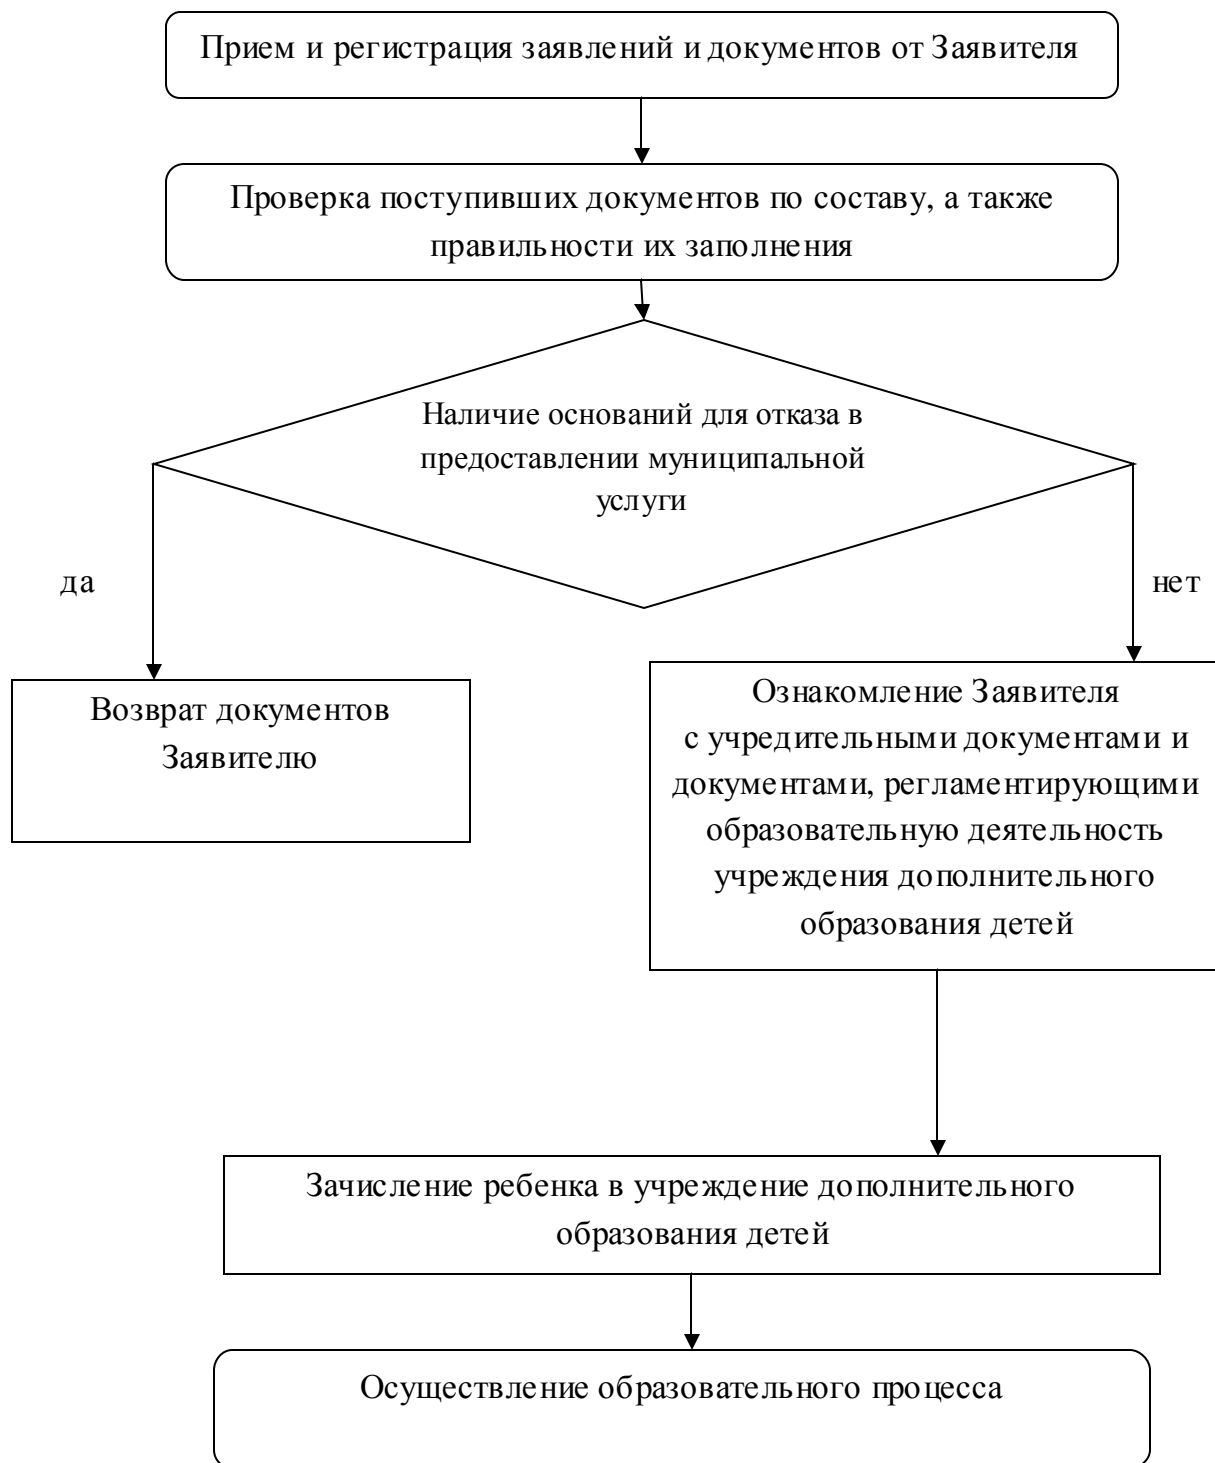 Прием и регистрация заявлений и документов от Заявителя
Проверка поступивших документов по составу, а также
правильности их заполнения
Наличие оснований для отказа в
предоставлении муниципальной
услуги
да
нет
Возврат документов
Заявителю
Ознакомление Заявителя
с учредительными документами и
документами, регламентирующими
образовательную деятельность
учреждения дополнительного
образования детей
Зачисление ребенка в учреждение дополнительного
образования детей
Осуществление образовательного процесса